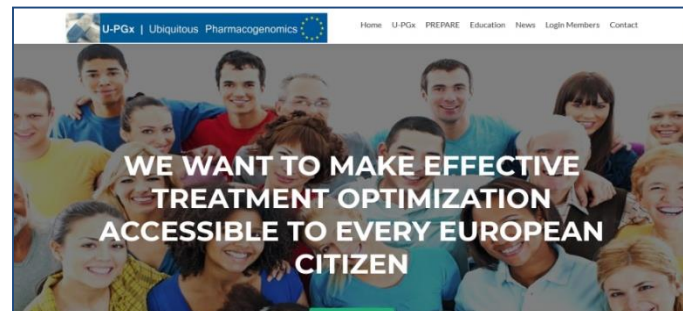 U-PGx | Ubiquitous Pharmacogenomics
Home U-PGx PREPARE Education News Login Members Contact
WE WANT TO MAKE EFFECTIVE
TREATMENT OPTIMIZATION
ACCESSIBLE TO EVERY EUROPEAN
CITIZEN